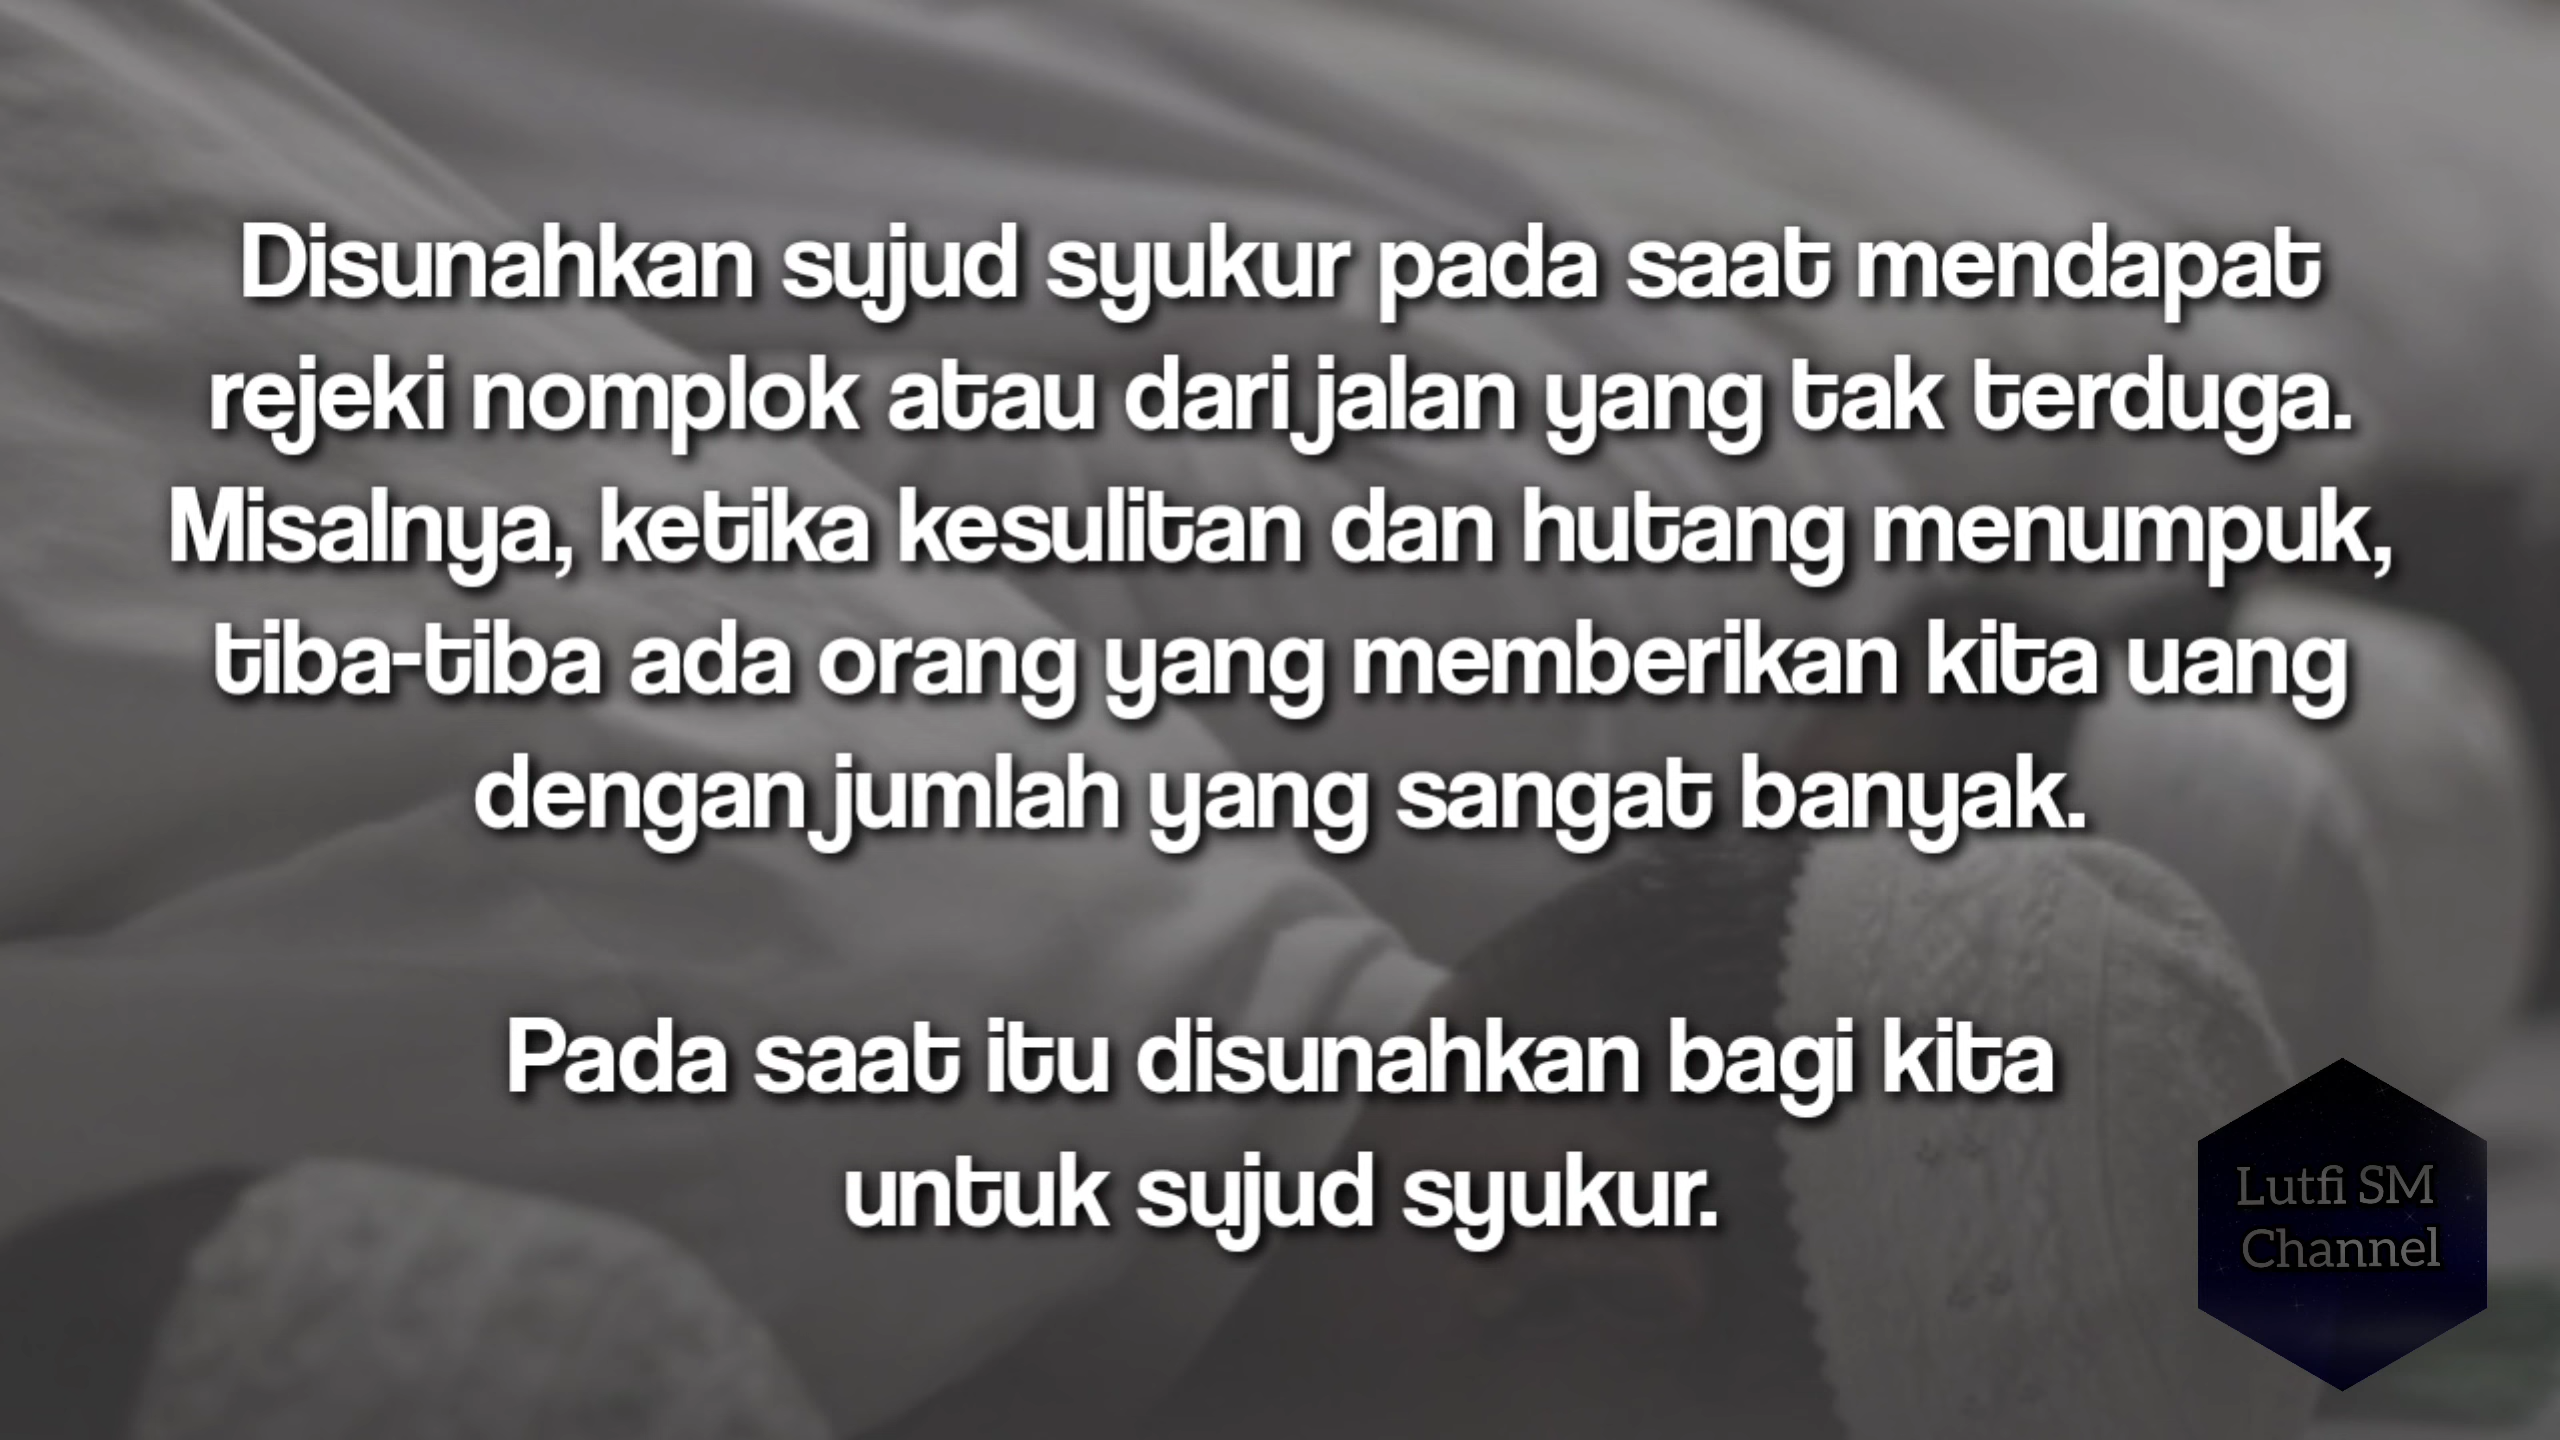 Disunahkan sujud syukur pada saat mendapat
rejeki nomplok atau dari jalan yang tak terduga.
Misalnya, ketika kesulitan dan hutang menumpuk,
tiba-tiba ada orang yang memberikan kita uang
dengan jumlah yang sangat banyak.
Pada saat itu disunahkan bagi kita
untuk sujud syukur.
Lutfi SM
Channel